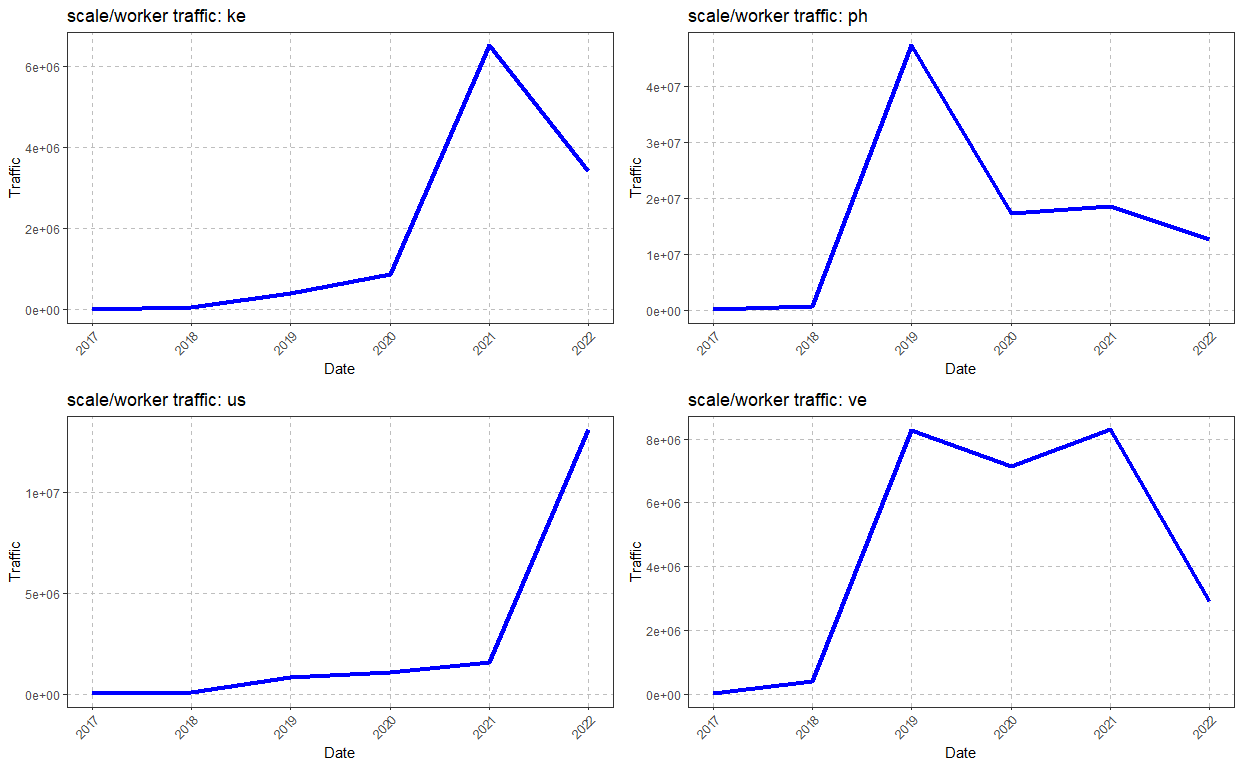 scale/worker traffic: ke
Traffic
6e+06
4e+06
2e+06
0e+00
2017 2018 2019 2020 2021 2022
Date
scale/worker traffic: ph
Traffic
4e+07
3e+07
2e+07
1e+07
0e+00
2017 2018 2019 2020 2021 2022
Date
scale/worker traffic: us
Traffic
1e+07
5e+06
0e+00
2017 2018 2019 2020 2021 2022
Date
scale/worker traffic: ve
Traffic
8e+06
6e+06
4e+06
2e+06
0e+00
2017 2018 2019 2020 2021 2022
Date